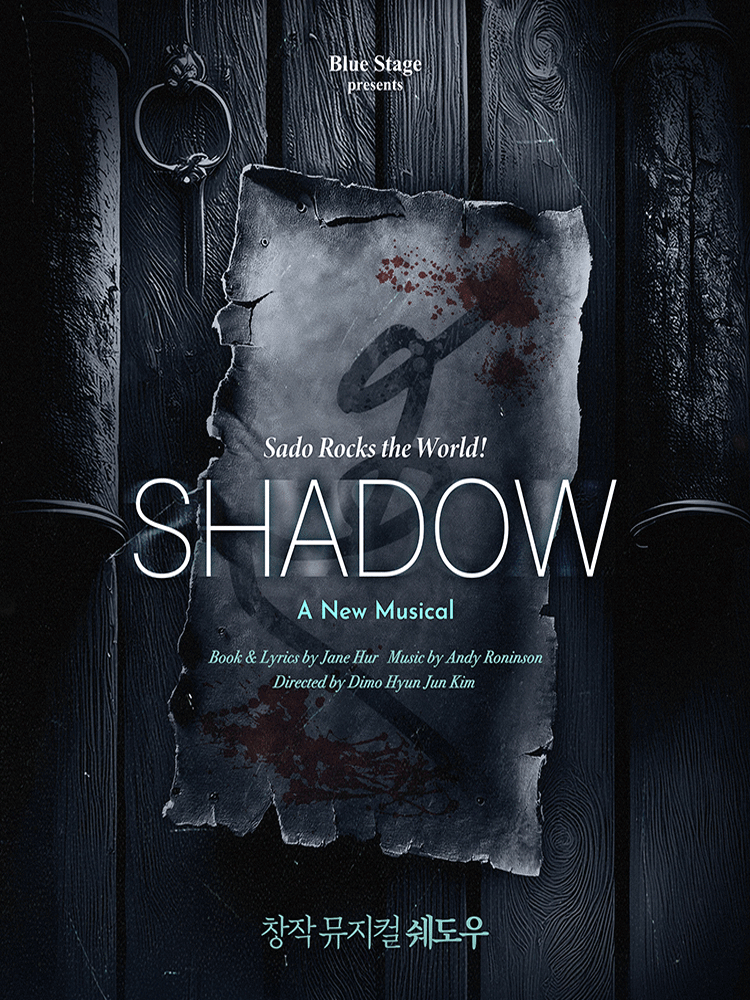 Blue Stage
presents
Sado Rocks the World!
SHADOW
A New Musical
Book & Lyrics by Jane Hur Music by Andy Roninson
Directed by Dimo Hyun Jun Kim
창작 뮤지컬 쉐도우